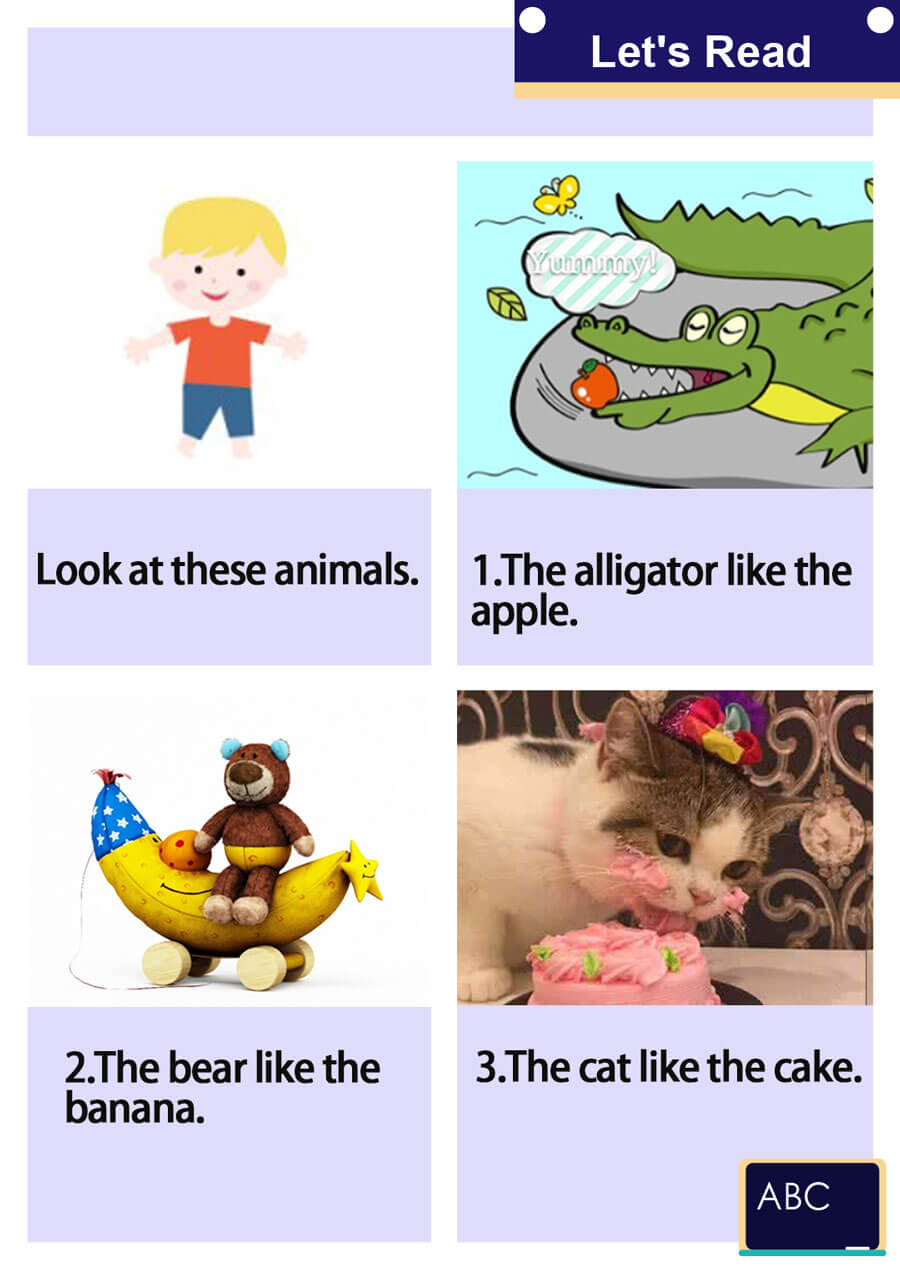 Let's Read
Yummy!
Look at these animals.
1.The alligator like the
apple.
2.The bear like the
banana.
3.The cat like the cake.
ABC